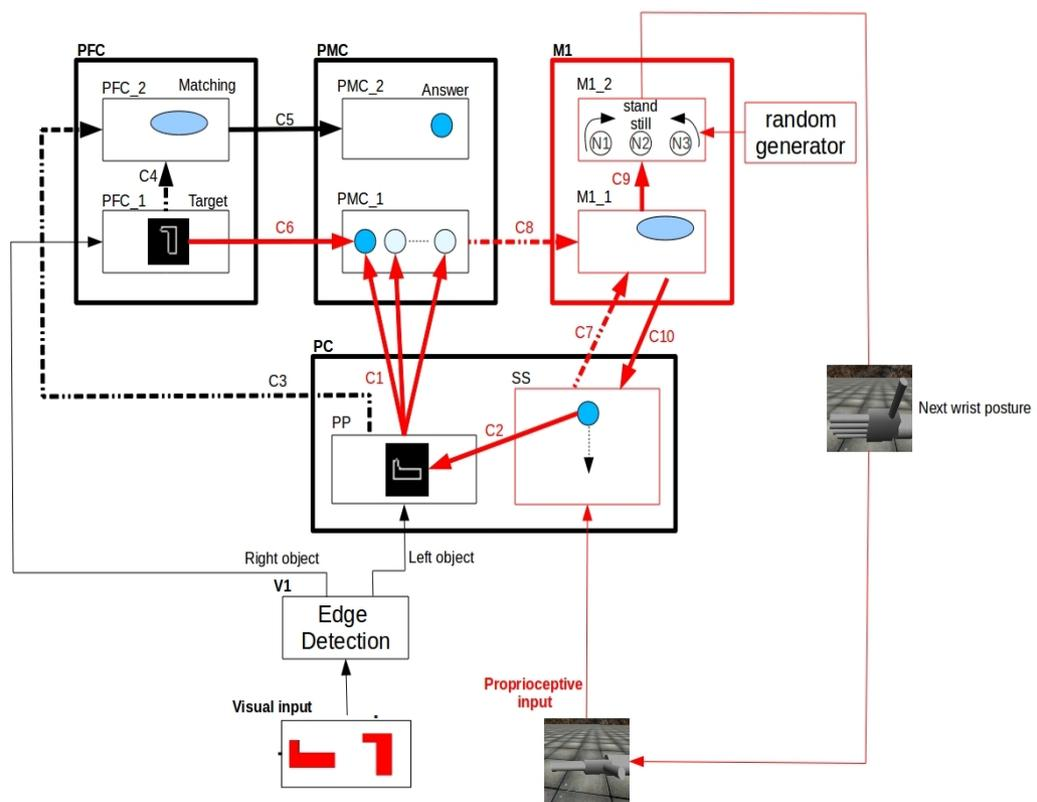 PFC
PMC
M1
PFC_2
Matching
PMC_2
Answer
M1_2
stand
still
N1
N2
N3
random
generator
C5
C4
C9
PFC_1
Target
PMC_1
M1_1
C6
C8
C7
C10
PC
C3
C1
SS
PP
C2
Next wrist posture
Right object
Left object
V1
Edge
Detection
Proprioceptive
input
Visual input